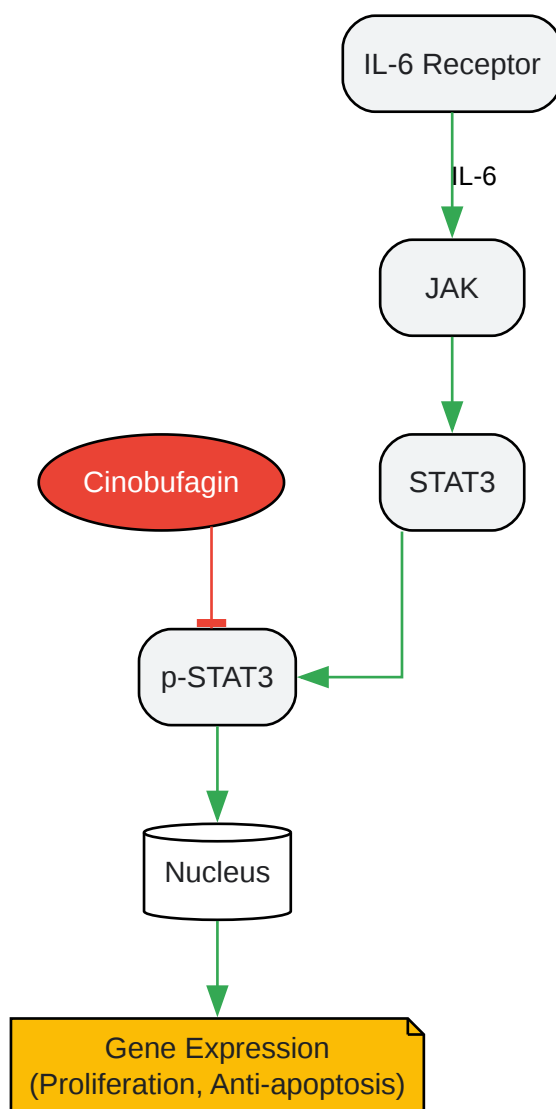 IL-6 Receptor
IL-6
JAK
Cinobufagin
STAT3
p-STAT3
Nucleus
Gene Expression
(Proliferation, Anti-apoptosis)